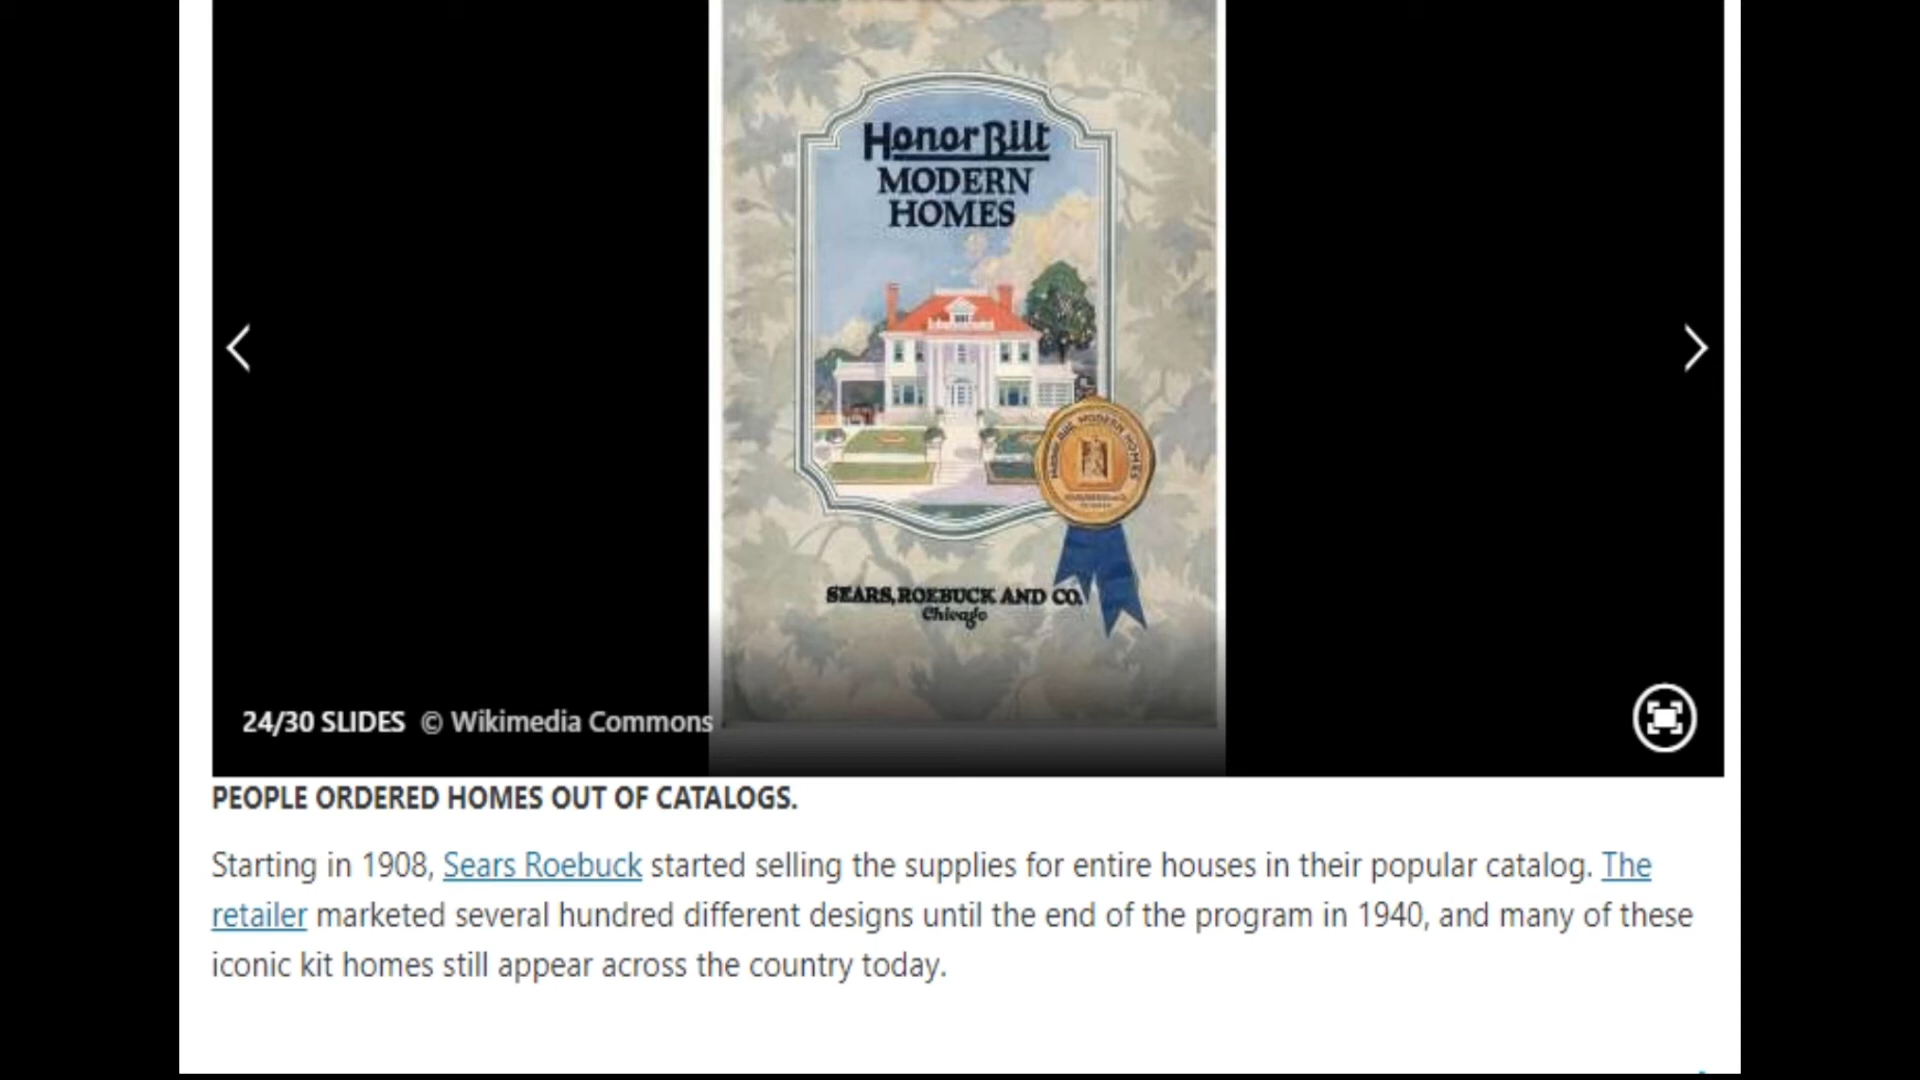 Honor Bilt
MODERN
HOMES
MODERN HOMES
SEARS, ROEBUCK AND CO.
Chicago
24/30 SLIDES © Wikimedia Commons
PEOPLE ORDERED HOMES OUT OF CATALOGS.
Starting in 1908, Sears Roebuck started selling the supplies for entire houses in their popular catalog. The
retailer marketed several hundred different designs until the end of the program in 1940, and many of these
iconic kit homes still appear across the country today.